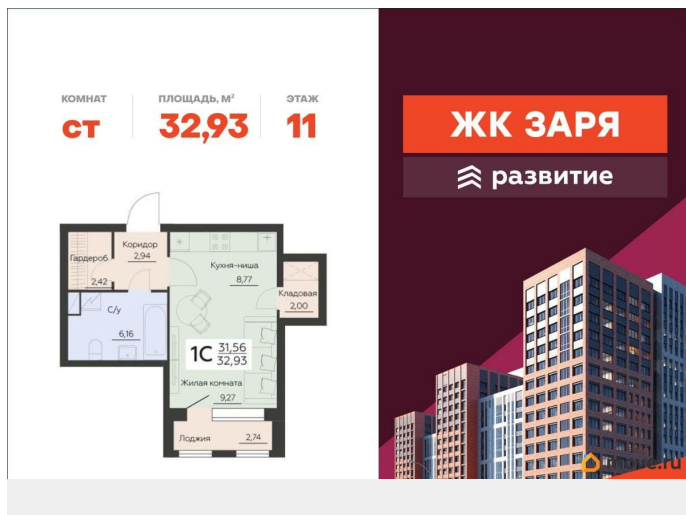 КОМНАТ
ПЛОЩАДЬ, М²
ЭТАЖ
ст
32,93
11
ЖК ЗАРЯ
развитие
Коридор
2,94
Гардероб
2,42
Кухня-ниша
8,77
Кладовая
2,00
С/у
6,16
1С
31,56
32,93
Жилая комната
9,27
Лоджия
2,74